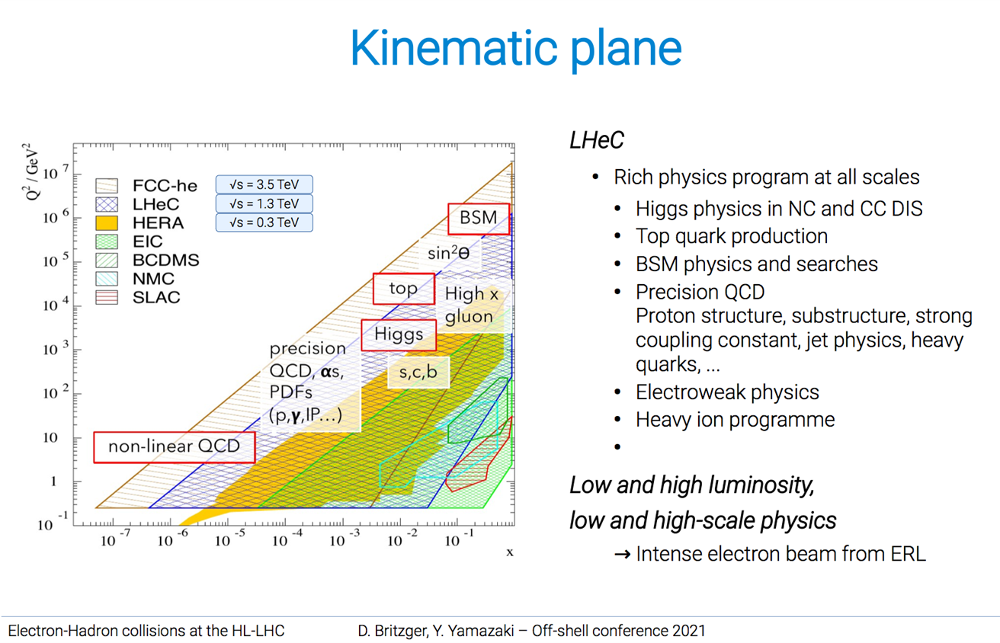 Kinematic plane
Q² / GeV²
10 7
10 6
10 5
10 4
10 3
10 2
10
1
10 -1
10 -7
10 -6
10 -5
10 -4
10 -3
10 -2
10 -1
x
FCC-he
LHeC
HERA
EIC
BCDMS
NMC
SLAC
√s = 3.5 TeV
√s = 1.3 TeV
√s = 0.3 TeV
BSM
sin²Θ
top
High x
gluon
Higgs
precision
QCD, αs,
PDFs
(p,γ,IP...)
s,c,b
non-linear QCD
LHeC
• Rich physics program at all scales
• Higgs physics in NC and CC DIS
• Top quark production
• BSM physics and searches
• Precision QCD
Proton structure, substructure, strong
coupling constant, jet physics, heavy
quarks, ...
• Electroweak physics
• Heavy ion programme
•
Low and high luminosity,
low and high-scale physics
→ Intense electron beam from ERL
Electron-Hadron collisions at the HL-LHC
D. Britzger, Y. Yamazaki – Off-shell conference 2021